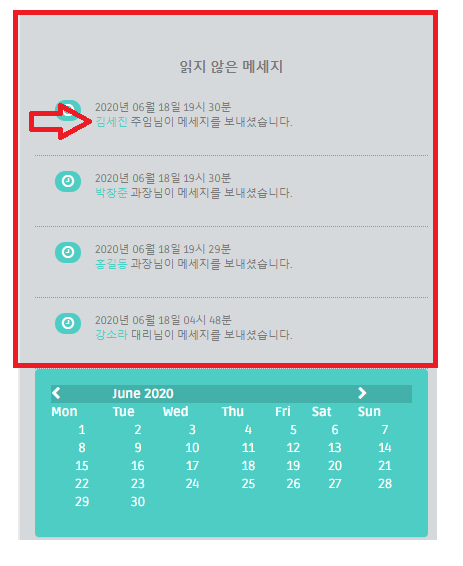 읽지 않은 메세지
2020년 06월 18일 19시 30분
김세진 주임님이 메세지를 보내셨습니다.
2020년 06월 18일 19시 30분
박창준 과장님이 메세지를 보내셨습니다.
2020년 06월 18일 19시 29분
홍길동 과장님이 메세지를 보내셨습니다.
2020년 06월 18일 04시 48분
강소라 대리님이 메세지를 보내셨습니다.
June 2020
Mon Tue Wed Thu Fri Sat Sun
1 2 3 4 5 6 7
8 9 10 11 12 13 14
15 16 17 18 19 20 21
22 23 24 25 26 27 28
29 30